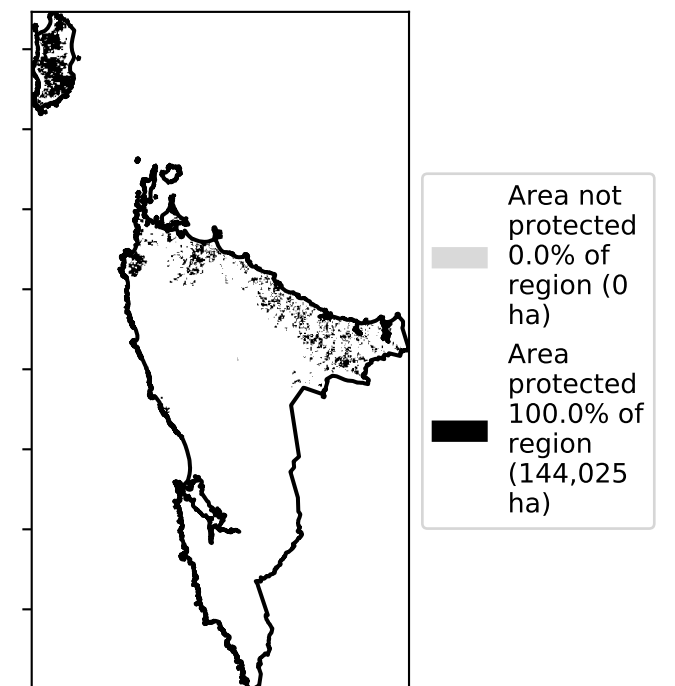 Area not
protected
0.0% of
region (0
ha)
Area
protected
100.0% of
region
(144,025
ha)